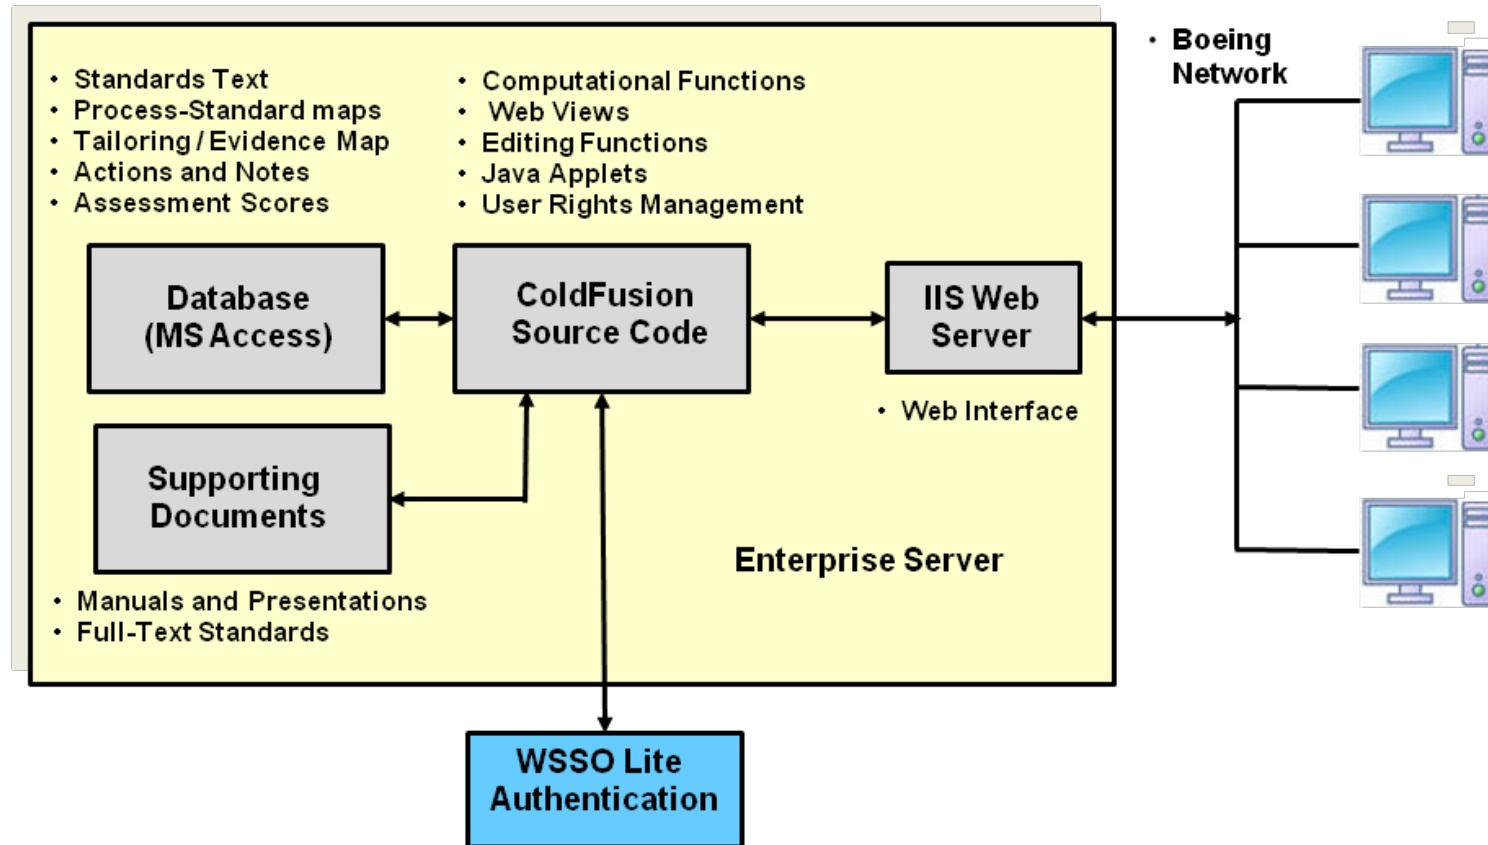 • Standards Text
• Process-Standard maps
• Tailoring / Evidence Map
• Actions and Notes
• Assessment Scores
• Computational Functions
• Web Views
• Editing Functions
• Java Applets
• User Rights Management
• Boeing
Network
Database
(MS Access)
ColdFusion
Source Code
IIS Web
Server
• Web Interface
Supporting
Documents
Enterprise Server
• Manuals and Presentations
• Full-Text Standards
WSSO Lite
Authentication